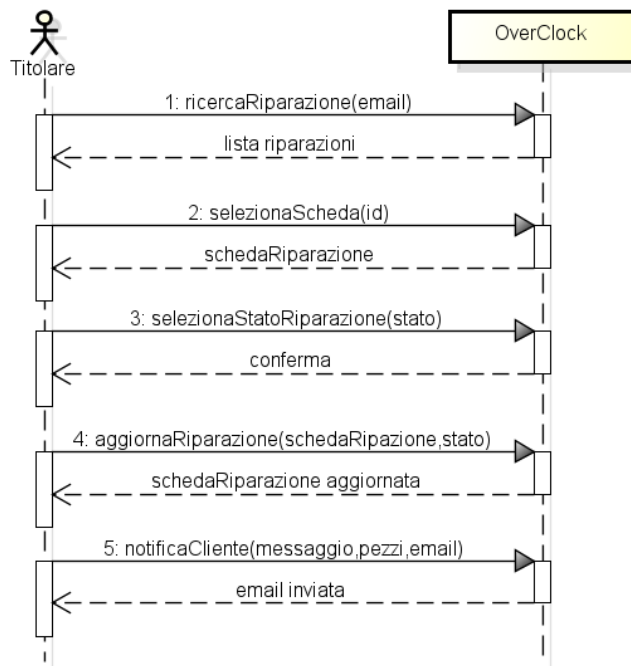 Titolare
OverClock
1: ricercaRiparazione(email)
lista riparazioni
2: selezionaScheda(id)
schedaRiparazione
3: selezionaStatoRiparazione(stato)
conferma
4: aggiornaRiparazione(schedaRipazione,stato)
schedaRiparazione aggiornata
5: notificaCliente(messaggio,pezzi,email)
email inviata